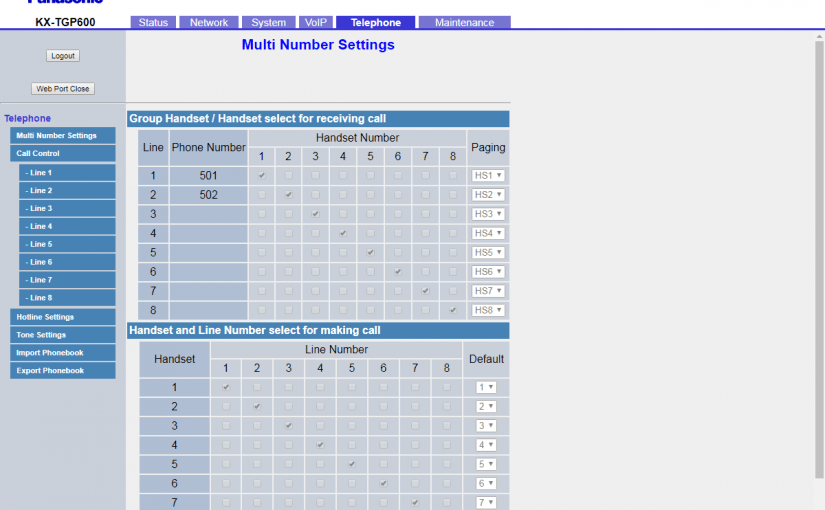 Panasonic
KX-TGP600
Status Network System VoIP Telephone Maintenance
Multi Number Settings
Logout
Web Port Close
Telephone
Multi Number Settings
Call Control
- Line 1
- Line 2
- Line 3
- Line 4
- Line 5
- Line 6
- Line 7
- Line 8
Hotline Settings
Tone Settings
Import Phonebook
Export Phonebook
Group Handset / Handset select for receiving call
Line Phone Number Handset Number Paging
1 2 3 4 5 6 7 8
1 501 HS1
2 502 HS2
3 HS3
4 HS4
5 HS5
6 HS6
7 HS7
8 HS8
Handset and Line Number select for making call
Handset Line Number Default
1 2 3 4 5 6 7 8
1 1
2 2
3 3
4 4
5 5
6 6
7 7